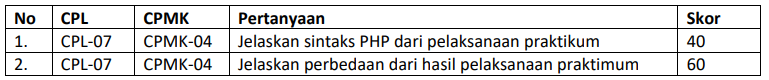 No CPL CPMK Pertanyaan Skor
1. CPL-07 CPMK-04 Jelaskan sintaks PHP dari pelaksanaan praktikum 40
2. CPL-07 CPMK-04 Jelaskan perbedaan dari hasil pelaksanaan praktimum 60